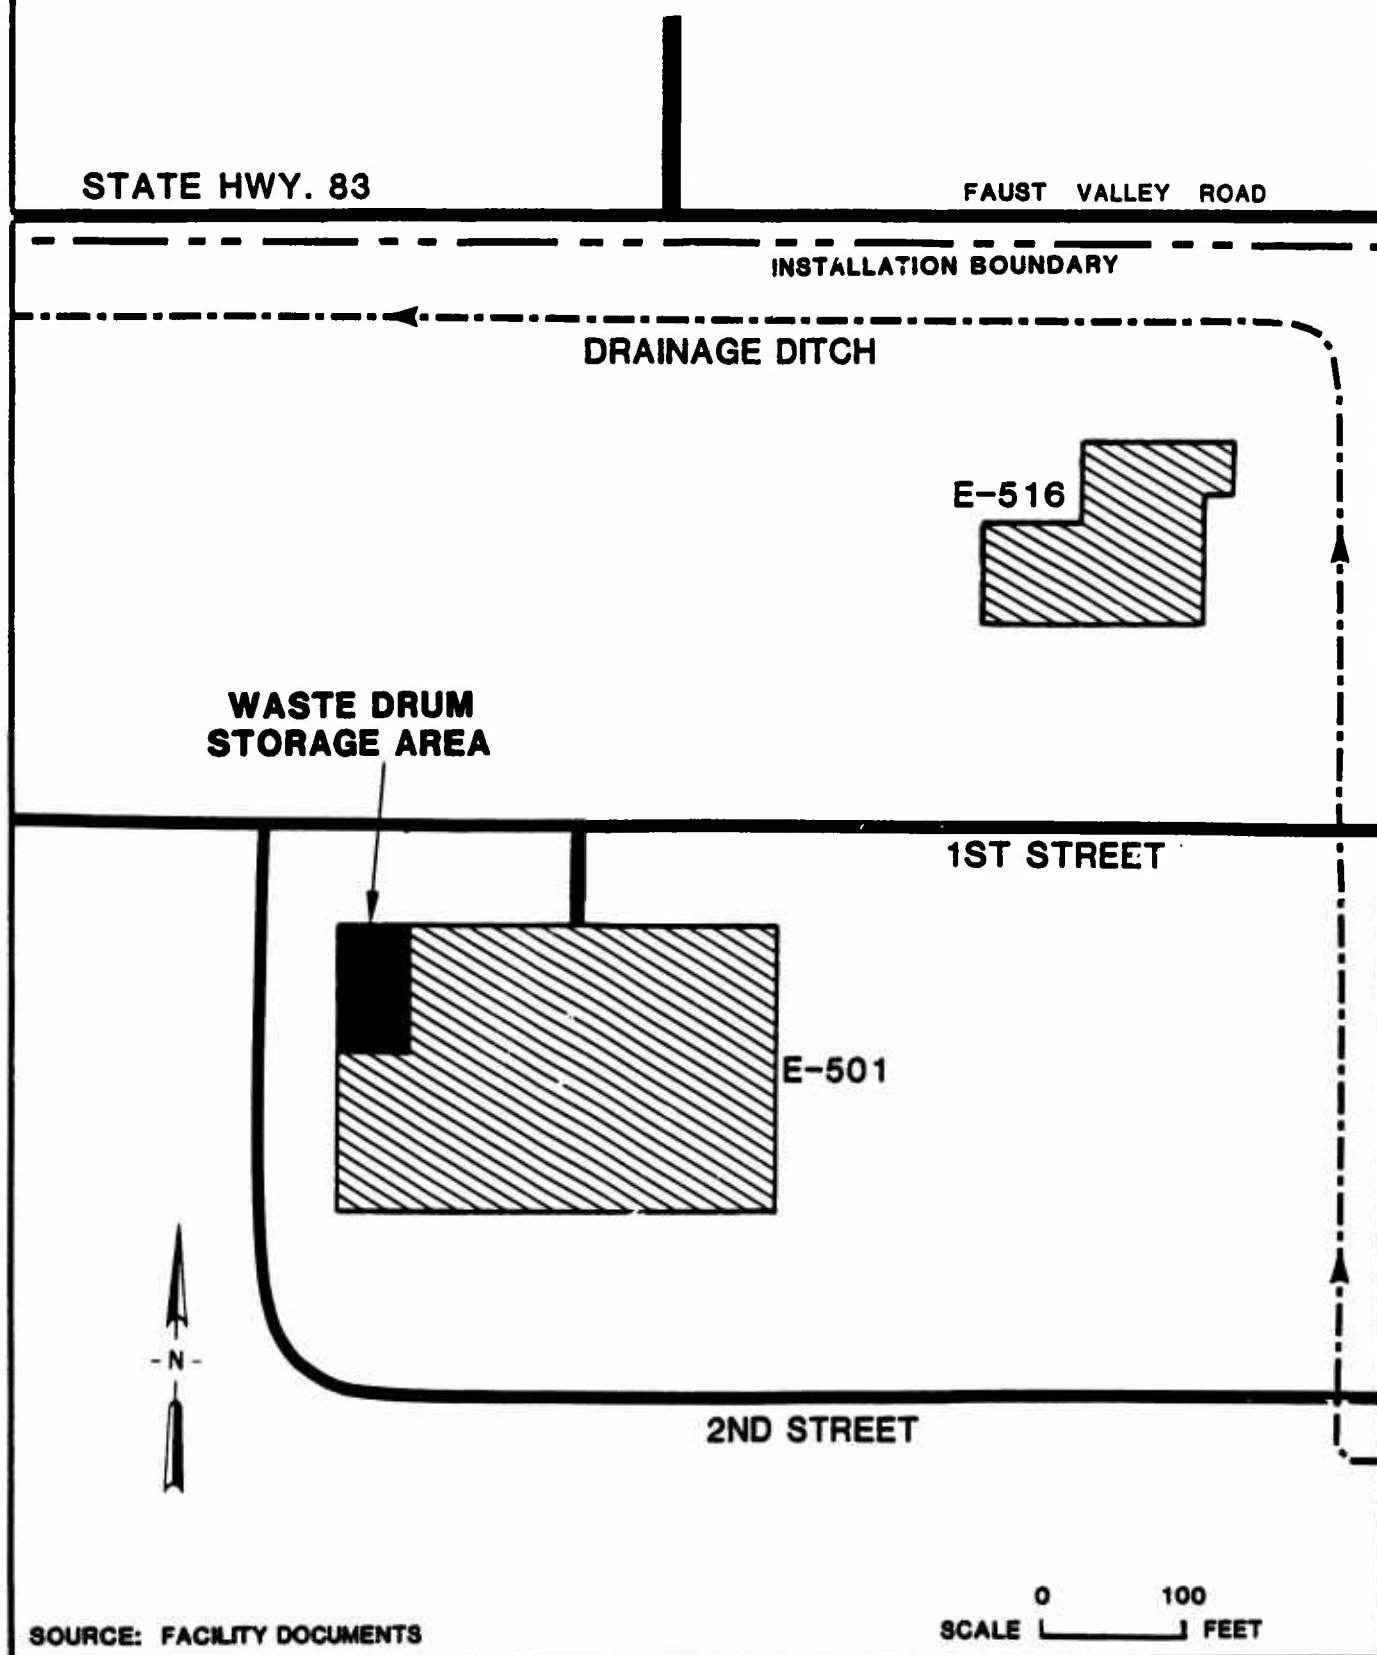 STATE HWY. 83
FAUST VALLEY ROAD
INSTALLATION BOUNDARY
DRAINAGE DITCH
E-516
WASTE DRUM
STORAGE AREA
1ST STREET
E-501
-N-
2ND STREET
0 100
SCALE FEET
SOURCE: FACILITY DOCUMENTS